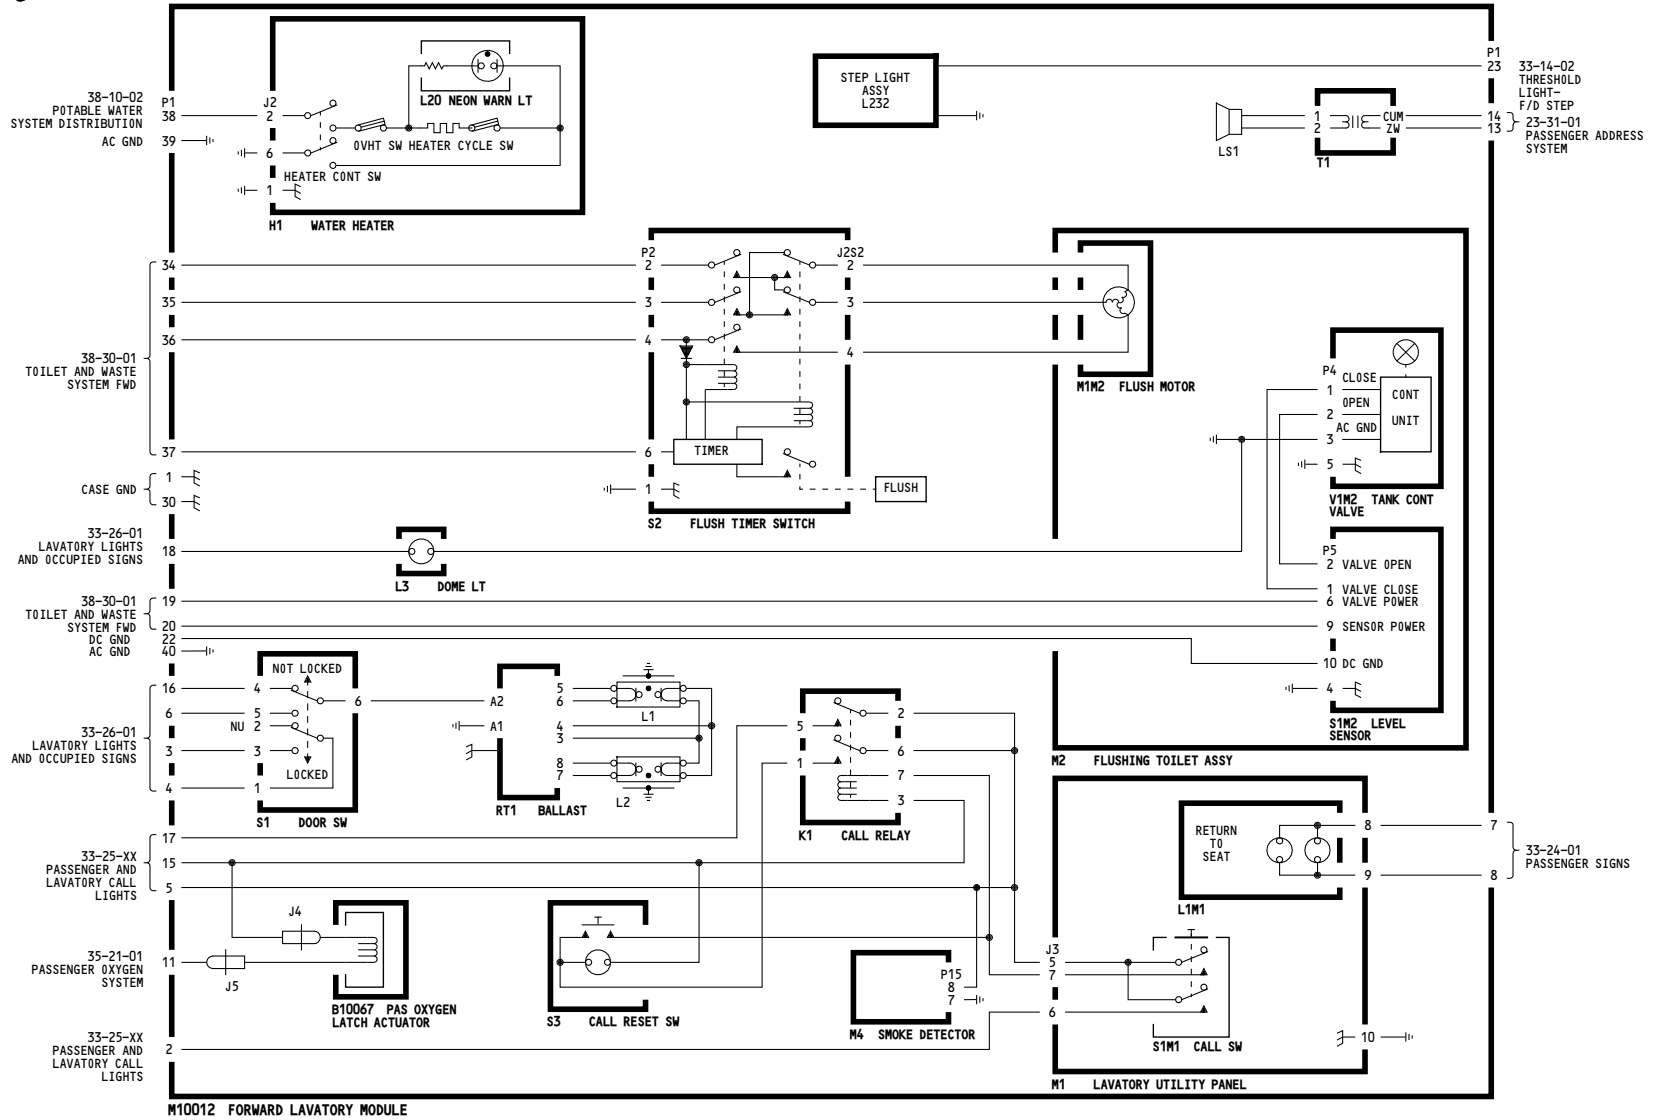 38-10-02
POTABLE WATER
SYSTEM DISTRIBUTION
AC GND
P1
38
39
J2
2
6
1
L20 NEON WARN LT
OVHT SW HEATER CYCLE SW
HEATER CONT SW
H1 WATER HEATER
STEP LIGHT
ASSY
L232
P1
23
33-14-02
THRESHOLD
LIGHT-
F/D STEP
14
13
23-31-01
PASSENGER ADDRESS
SYSTEM
LS1
1 CUM
2 ZW
T1
34
35
36
37
38-30-01
TOILET AND WASTE
SYSTEM FWD
P2
2
3
4
6
1
J2S2
2
3
4
TIMER
FLUSH
S2 FLUSH TIMER SWITCH
M1M2 FLUSH MOTOR
P4
1 CLOSE
2 OPEN
3 AC GND
5
CONT
UNIT
V1M2 TANK CONT
VALVE
CASE GND
1
30
33-26-01
LAVATORY LIGHTS
AND OCCUPIED SIGNS
18
L3 DOME LT
P5
2 VALVE OPEN
1 VALVE CLOSE
6 VALVE POWER
9 SENSOR POWER
10 DC GND
4
S1M2 LEVEL
SENSOR
M2 FLUSHING TOILET ASSY
38-30-01
TOILET AND WASTE
SYSTEM FWD
DC GND
AC GND
19
20
22
40
33-26-01
LAVATORY LIGHTS
AND OCCUPIED SIGNS
16
6
3
4
NOT LOCKED
4
5
NU 2
3
1
6
LOCKED
S1 DOOR SW
A2
A1
5
6
4
3
8
7
RT1 BALLAST
L1
L2
5
1
2
6
7
3
K1 CALL RELAY
33-25-XX
PASSENGER AND
LAVATORY CALL
LIGHTS
17
15
5
RETURN
TO
SEAT
8
9
L1M1
7
8
33-24-01
PASSENGER SIGNS
35-21-01
PASSENGER OXYGEN
SYSTEM
11
J4
J5
B10067 PAS OXYGEN
LATCH ACTUATOR
S3 CALL RESET SW
P15
8
7
M4 SMOKE DETECTOR
J3
5
7
6
S1M1 CALL SW
10
M1 LAVATORY UTILITY PANEL
33-25-XX
PASSENGER AND
LAVATORY CALL
LIGHTS
2
M10012 FORWARD LAVATORY MODULE